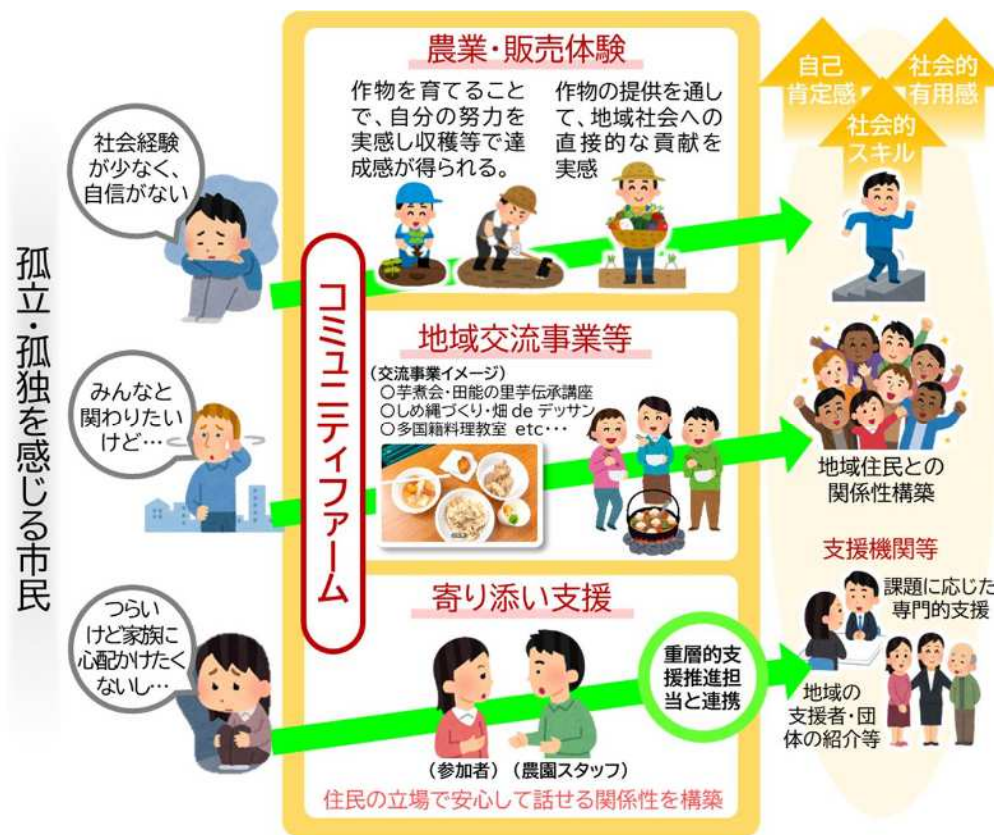 孤立・孤独を感じる市民
社会経験
が少なく、
自信がない
みんなと
関わりたい
けど…
つらい
けど家族に
心配かけたく
ないし…
コミュニティファーム
農業・販売体験
作物を育てること
で、自分の努力を
実感し収穫等で達
成感が得られる。
作物の提供を通し
て、地域社会への
直接的な貢献を
実感
地域交流事業等
(交流事業イメージ)
○芋煮会・田能の里芋伝承講座
○しめ縄づくり・畑 de デッサン
○多国籍料理教室 etc・・・
寄り添い支援
(参加者)
(農園スタッフ)
住民の立場で安心して話せる関係性を構築
重層的支
援推進担
当と連携
自己
肯定感
社会的
有用感
社会的
スキル
地域住民との
関係性構築
支援機関等
課題に応じた
専門的支援
地域の
支援者・団
体の紹介等